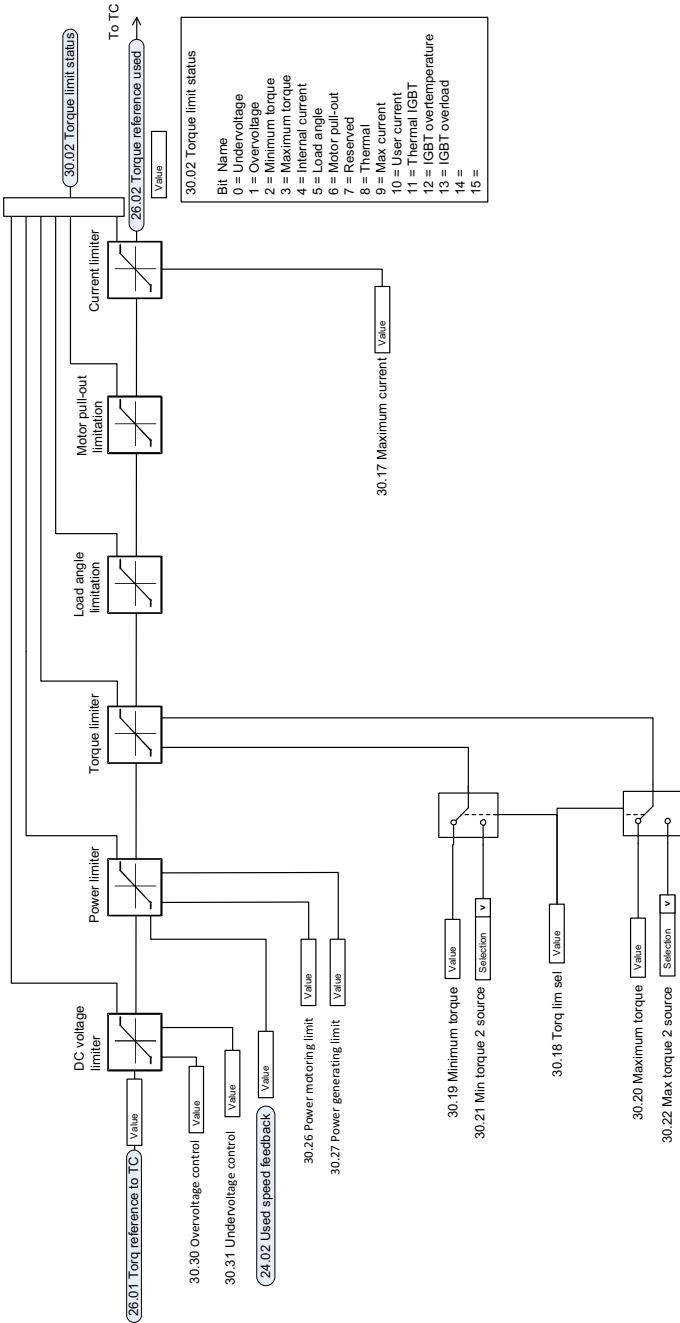 DC voltage
limiter
Power limiter
Torque limiter
Load angle
limitation
Motor pull-out
limitation
Current limiter
30.02 Torque limit status
26.01 Torq reference to TC
Value
26.02 Torque reference used
To TC
Value
30.30 Overvoltage control
Value
30.31 Undervoltage control
Value
24.02 Used speed feedback
Value
30.26 Power motoring limit
Value
30.27 Power generating limit
Value
30.17 Maximum current
Value
30.19 Minimum torque
Value
30.21 Min torque 2 source
Selection
v
30.18 Torq lim sel
Value
30.20 Maximum torque
Value
30.22 Max torque 2 source
Selection
v
30.02 Torque limit status
Bit Name
0 = Undervoltage
1 = Overvoltage
2 = Minimum torque
3 = Maximum torque
4 = Internal current
5 = Load angle
6 = Motor pull-out
7 = Reserved
8 = Thermal
9 = Max current
10 = User current
11 = Thermal IGBT
12 = IGBT overtemperature
13 = IGBT overload
14 =
15 =